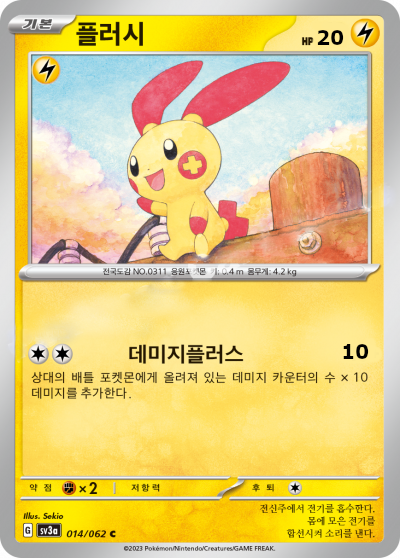 기본
플러시
HP 20
전국도감 NO.0311 응원포켓몬 키: 0.4 m 몸무게: 4.2 kg
데미지플러스 10
상대의 배틀 포켓몬에게 올려져 있는 데미지 카운터의 수 × 10
데미지를 추가한다.
약점 ×2 저항력 후퇴
Illus. Sekio
G sv3a 014/062 C
전신주에서 전기를 흡수한다.
몸에 모은 전기를
합선시켜 소리를 낸다.
©2023 Pokémon/Nintendo/Creatures/GAME FREAK.